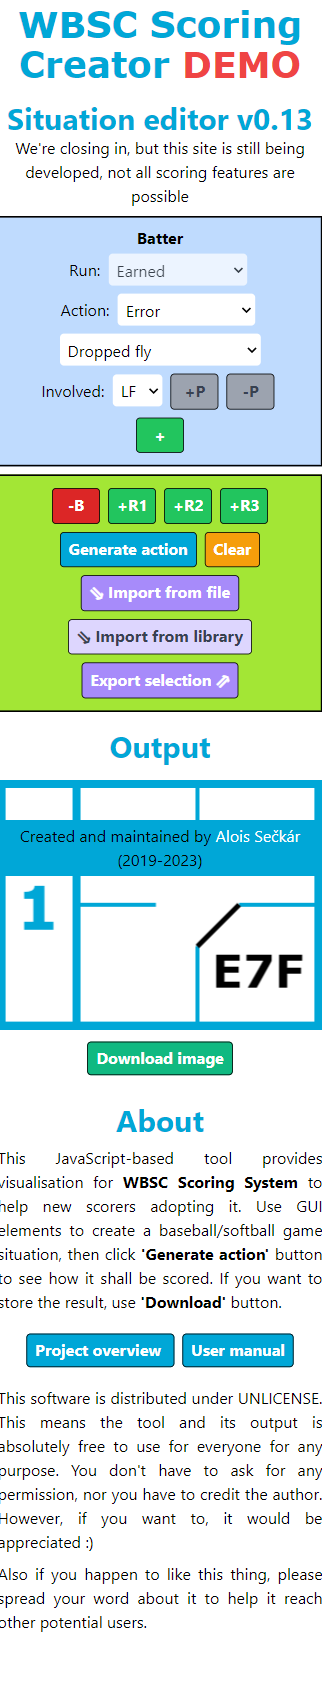 WBSC Scoring
Creator DEMO
Situation editor v0.13
We're closing in, but this site is still being
developed, not all scoring features are
possible
Batter
Run: Earned
Action: Error
Dropped fly
Involved: LF +P -P
+
-B +R1 +R2 +R3
Generate action Clear
⇘ Import from file
⇘ Import from library
Export selection ⇗
Output
Created and maintained by Alois Sečkár
(2019-2023)
1
E7F
Download image
About
This JavaScript-based tool provides
visualisation for WBSC Scoring System to
help new scorers adopting it. Use GUI
elements to create a baseball/softball game
situation, then click 'Generate action' button
to see how it shall be scored. If you want to
store the result, use 'Download' button.
Project overview User manual
This software is distributed under UNLICENSE.
This means the tool and its output is
absolutely free to use for everyone for any
purpose. You don't have to ask for any
permission, nor you have to credit the author.
However, if you want to, it would be
appreciated :)
Also if you happen to like this thing, please
spread your word about it to help it reach
other potential users.